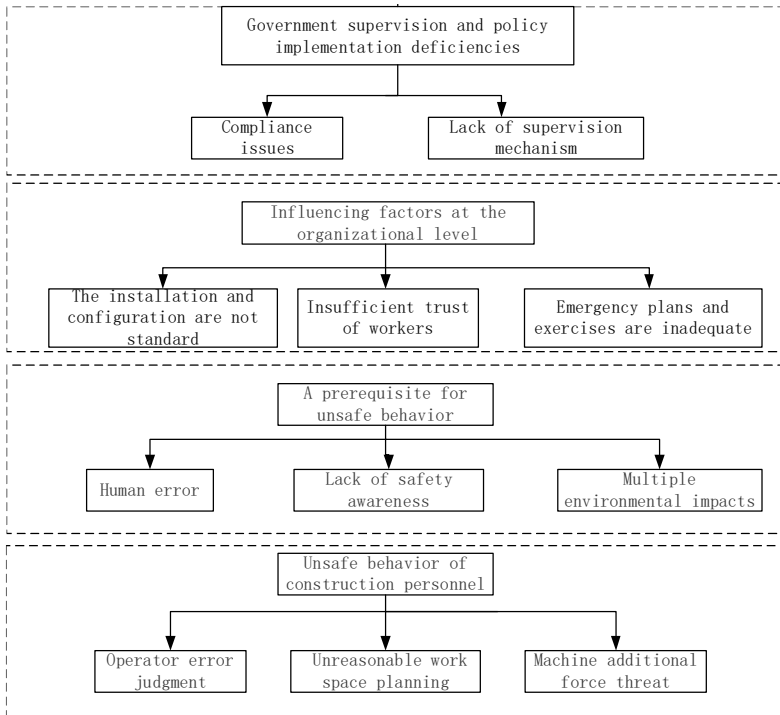 Government supervision and policy
implementation deficiencies
Compliance
issues
Lack of supervision
mechanism
Influencing factors at the
organizational level
The installation and
configuration are not
standard
Insufficient trust
of workers
Emergency plans and
exercises are inadequate
A prerequisite for
unsafe behavior
Human error
Lack of safety
awareness
Multiple
environmental impacts
Unsafe behavior of
construction personnel
Operator error
judgment
Unreasonable work
space planning
Machine additional
force threat